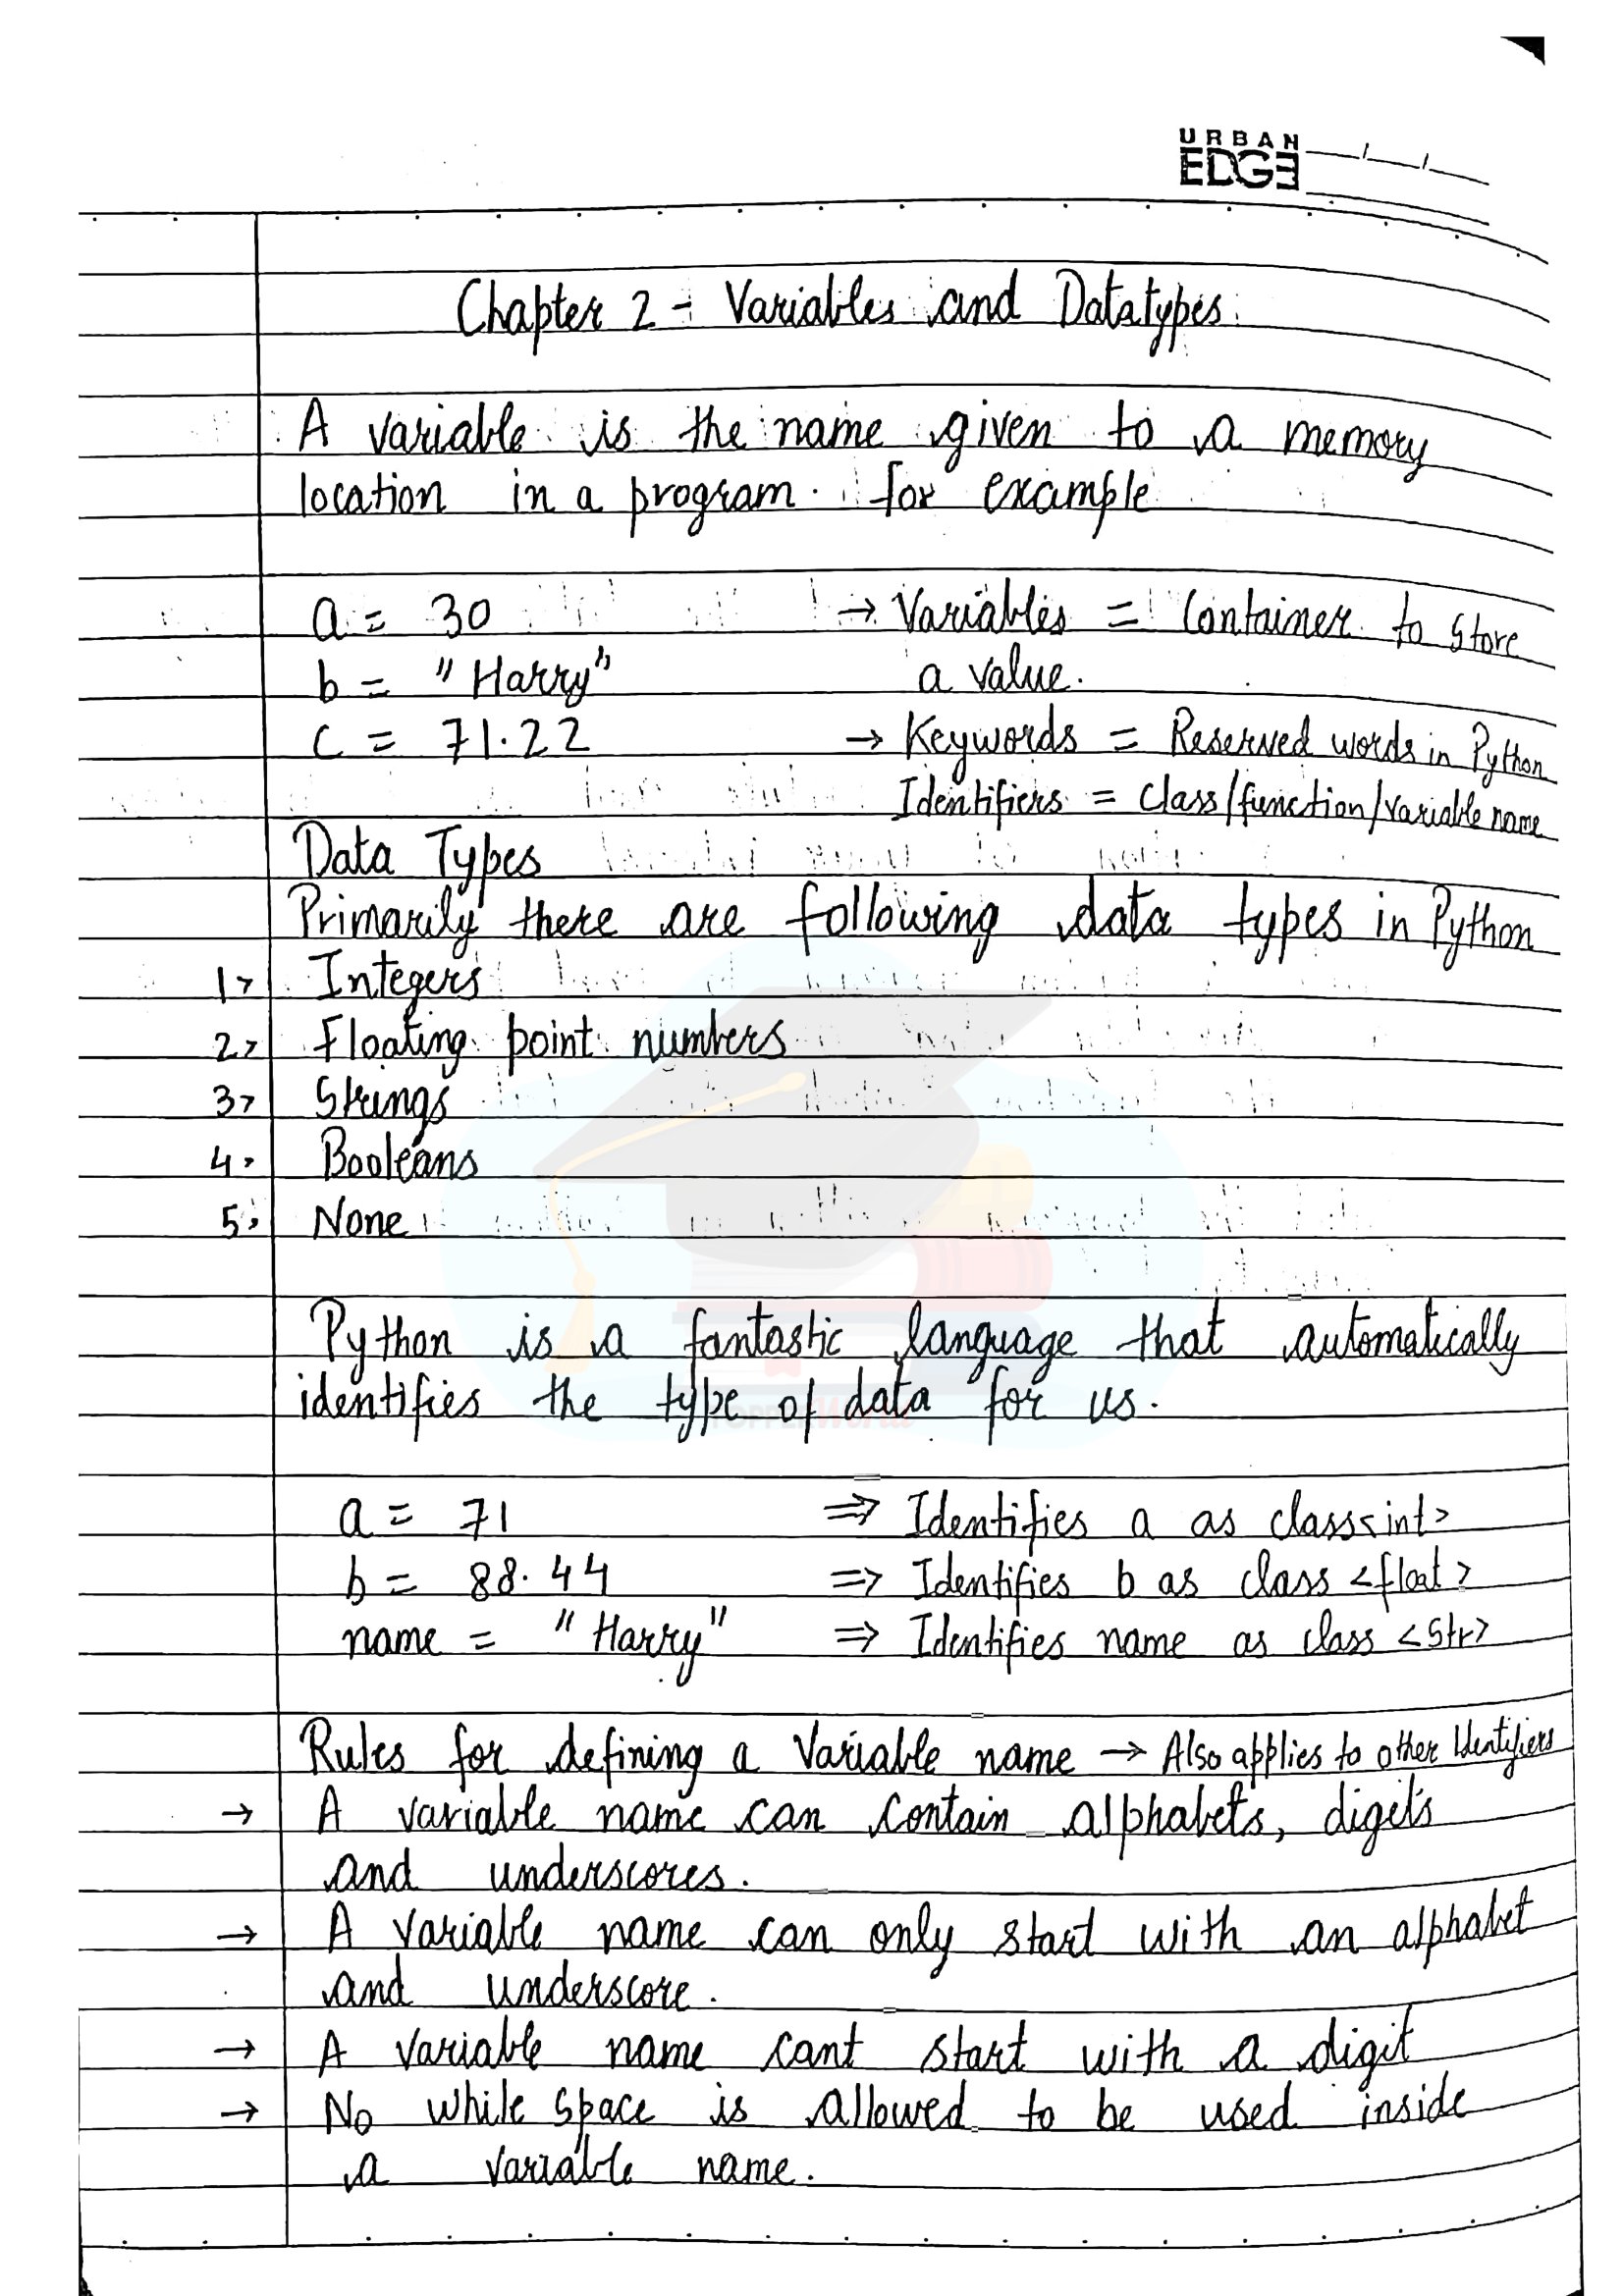 URBAN
EDGE
Chapter 2 - Variables and Datatypes
A variable is the name given to a memory
location in a program. for example
a = 30 → Variables = Container to store
b = "Harry" a value.
c = 71.22 → Keywords = Reserved words in Python
Identifiers = class/function/variable name
Data Types
Primarily there are following data types in Python
1> Integers
2> Floating point numbers
3> Strings
4> Booleans
5> None
Python is a fantastic language that automatically
identifies the type of data for us.
TOPPERWorld
a = 71 ⇒ Identifies a as class<int>
b = 88.44 ⇒ Identifies b as class <float>
name = "Harry" ⇒ Identifies name as class <str>
Rules for defining a Variable name → Also applies to other Identifiers
→ A variable name can contain alphabets, digits
and underscores.
→ A variable name can only start with an alphabet
and underscore.
→ A variable name cant start with a digit
→ No while space is allowed to be used inside
a variable name.